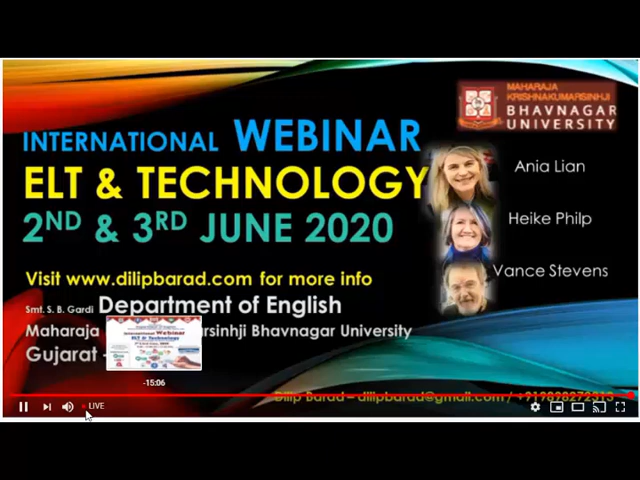 MAHARAJA
KRISHNAKUMARSINHJI
BHAVNAGAR
UNIVERSITY
INTERNATIONAL WEBINAR
ELT & TECHNOLOGY
2ND & 3RD JUNE 2020
Ania Lian
Heike Philp
Vance Stevens
Visit www.dilipbarad.com for more info
Smt. S. B. Gardi Department of English
Maharaja arsinhji Bhavnagar University
Gujarat -
International Webinar
ELT & Technology
-15:06
Dilip Barad – dilipbarad@gmail.com /
LIVE